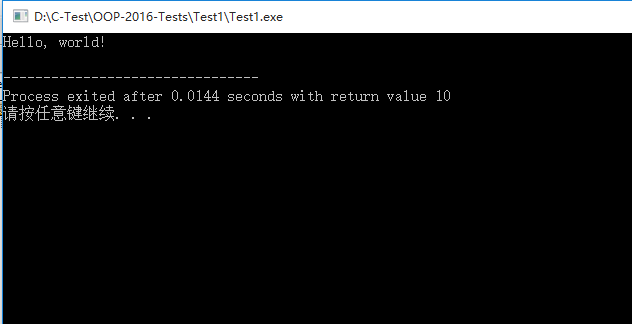 D:\C-Test\OOP-2016-Tests\Test1\Test1.exe
Hello, world!
--------------------------------
Process exited after 0.0144 seconds with return value 10
请按任意键继续. . .